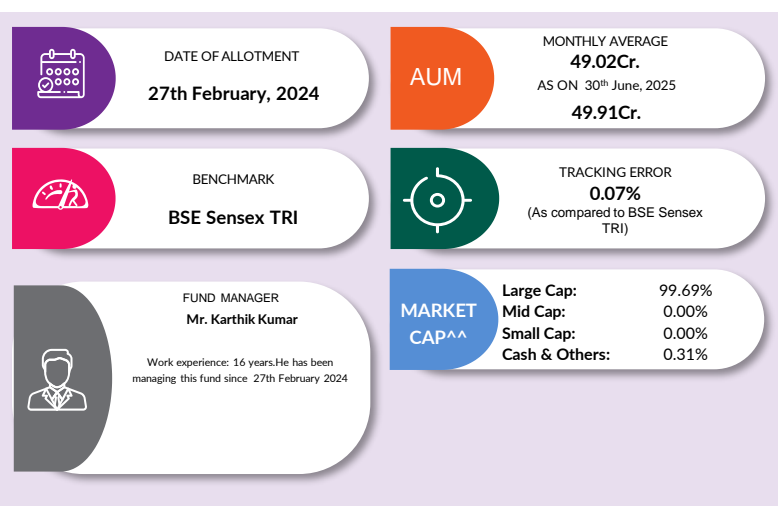 DATE OF ALLOTMENT
27th February, 2024
AUM
MONTHLY AVERAGE
49.02Cr.
AS ON 30th June, 2025
49.91Cr.
BENCHMARK
BSE Sensex TRI
TRACKING ERROR
0.07%
(As compared to BSE Sensex
TRI)
FUND MANAGER
Mr. Karthik Kumar
Work experience: 16 years.He has been
managing this fund since 27th February 2024
MARKET
CAP^^
Large Cap: 99.69%
Mid Cap: 0.00%
Small Cap: 0.00%
Cash & Others: 0.31%